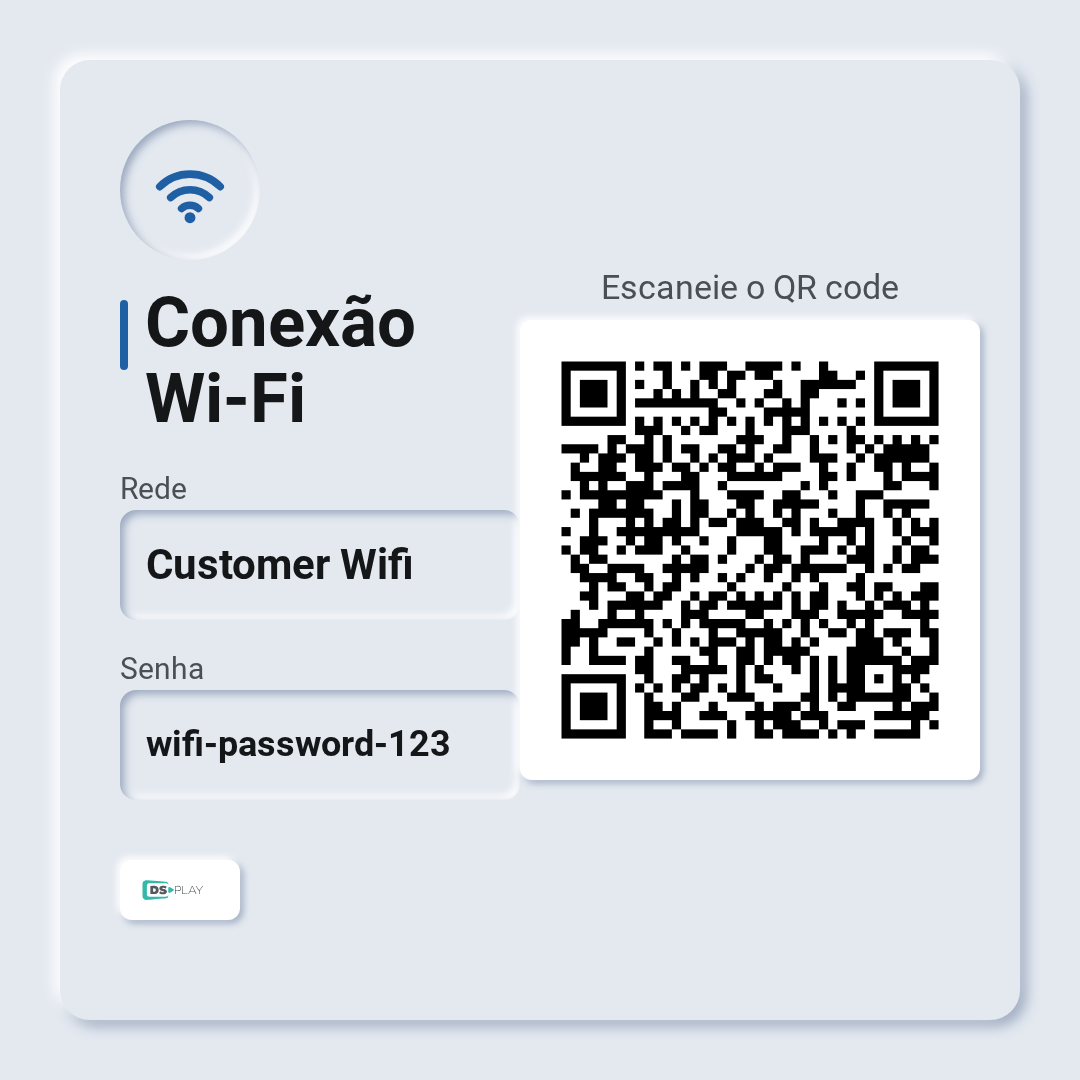 Conexão
Wi-Fi
Rede
Customer Wifi
Senha
wifi-password-123
Escaneie o QR code
DS PLAY